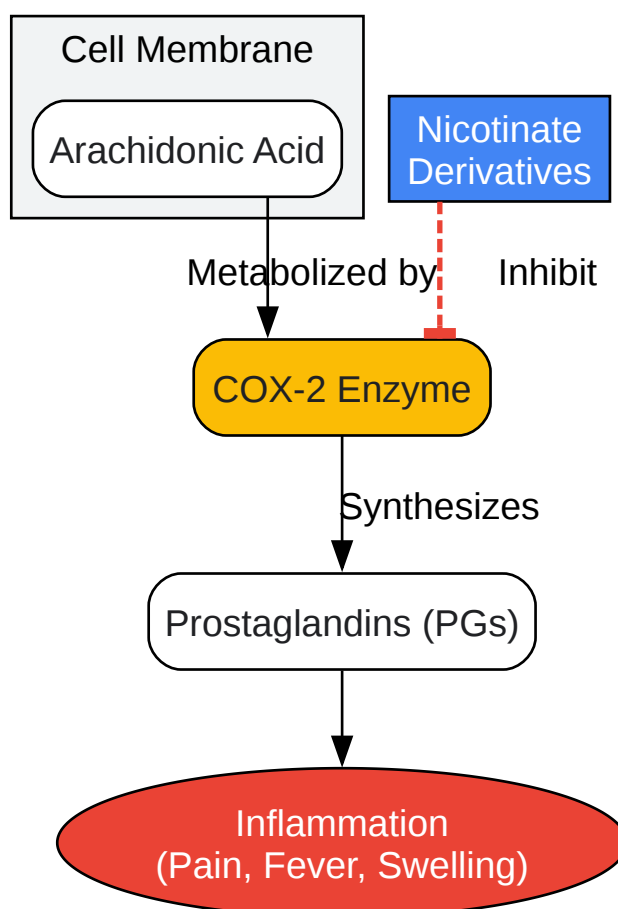 Cell Membrane
Arachidonic Acid
Nicotinate
Derivatives
Metabolized by
Inhibit
COX-2 Enzyme
Synthesizes
Prostaglandins (PGs)
Inflammation
(Pain, Fever, Swelling)